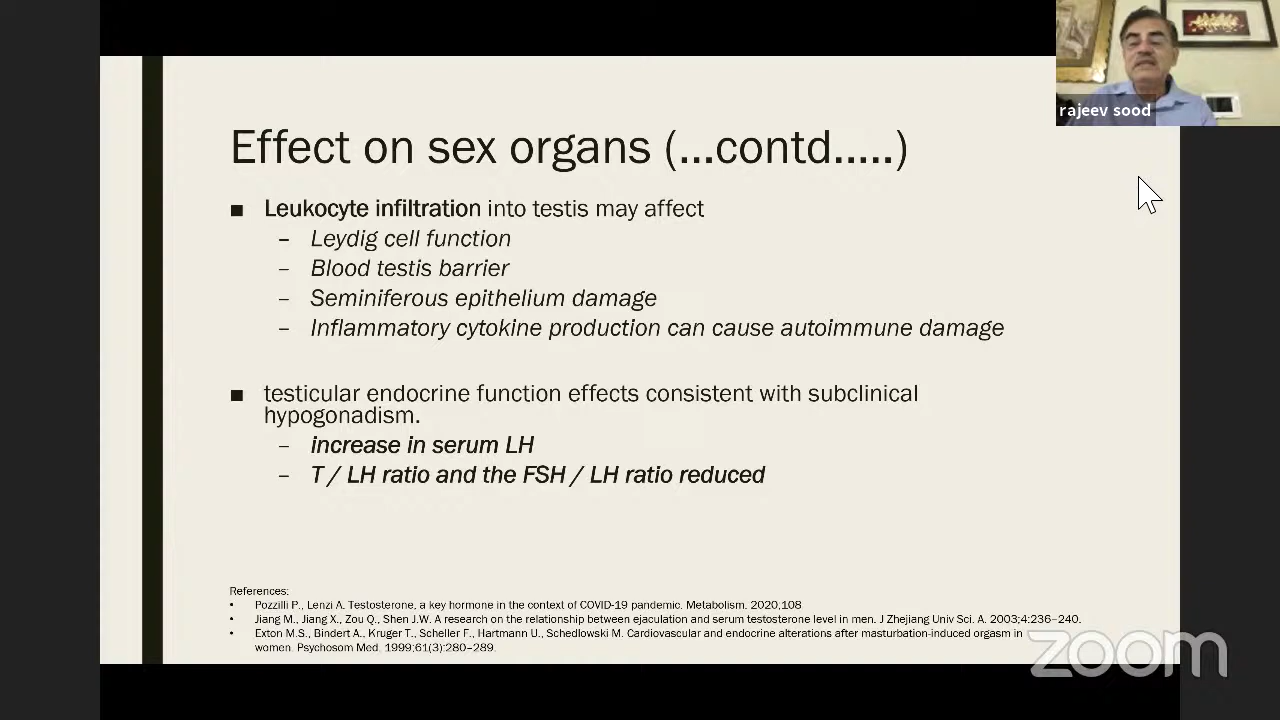 rajeev sood
Effect on sex organs (...contd.....)
■ Leukocyte infiltration into testis may affect
– Leydig cell function
– Blood testis barrier
– Seminiferous epithelium damage
– Inflammatory cytokine production can cause autoimmune damage
■ testicular endocrine function effects consistent with subclinical
hypogonadism.
– increase in serum LH
– T / LH ratio and the FSH / LH ratio reduced
References:
• Pozzilli P., Lenzi A. Testosterone, a key hormone in the context of COVID-19 pandemic. Metabolism. 2020,108
• Jiang M., Jiang X., Zou Q., Shen J.W. A research on the relationship between ejaculation and serum testosterone level in men. J Zhejiang Univ Sci. A. 2003;4:236–240.
• Exton M.S., Bindert A., Kruger T., Scheller F., Hartmann U., Schedlowski M. Cardiovascular and endocrine alterations after masturbation-induced orgasm in
women. Psychosom Med. 1999;61(3):280–289.
zoom